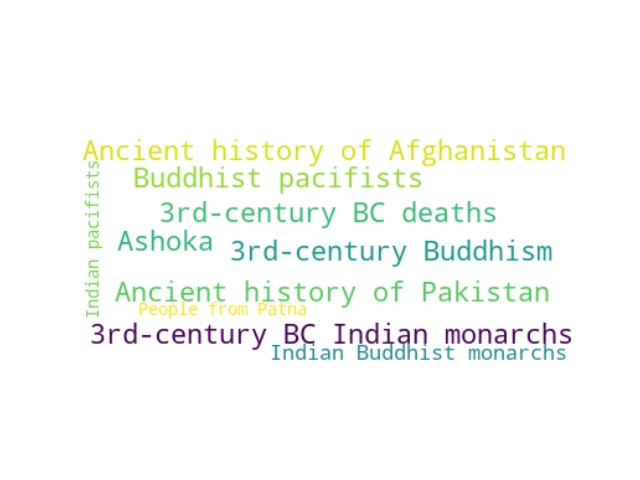 Ancient history of Afghanistan
Indian pacifists
Buddhist pacifists
3rd-century BC deaths
Ashoka
3rd-century Buddhism
Ancient history of Pakistan
People from Patna
3rd-century BC Indian monarchs
Indian Buddhist monarchs